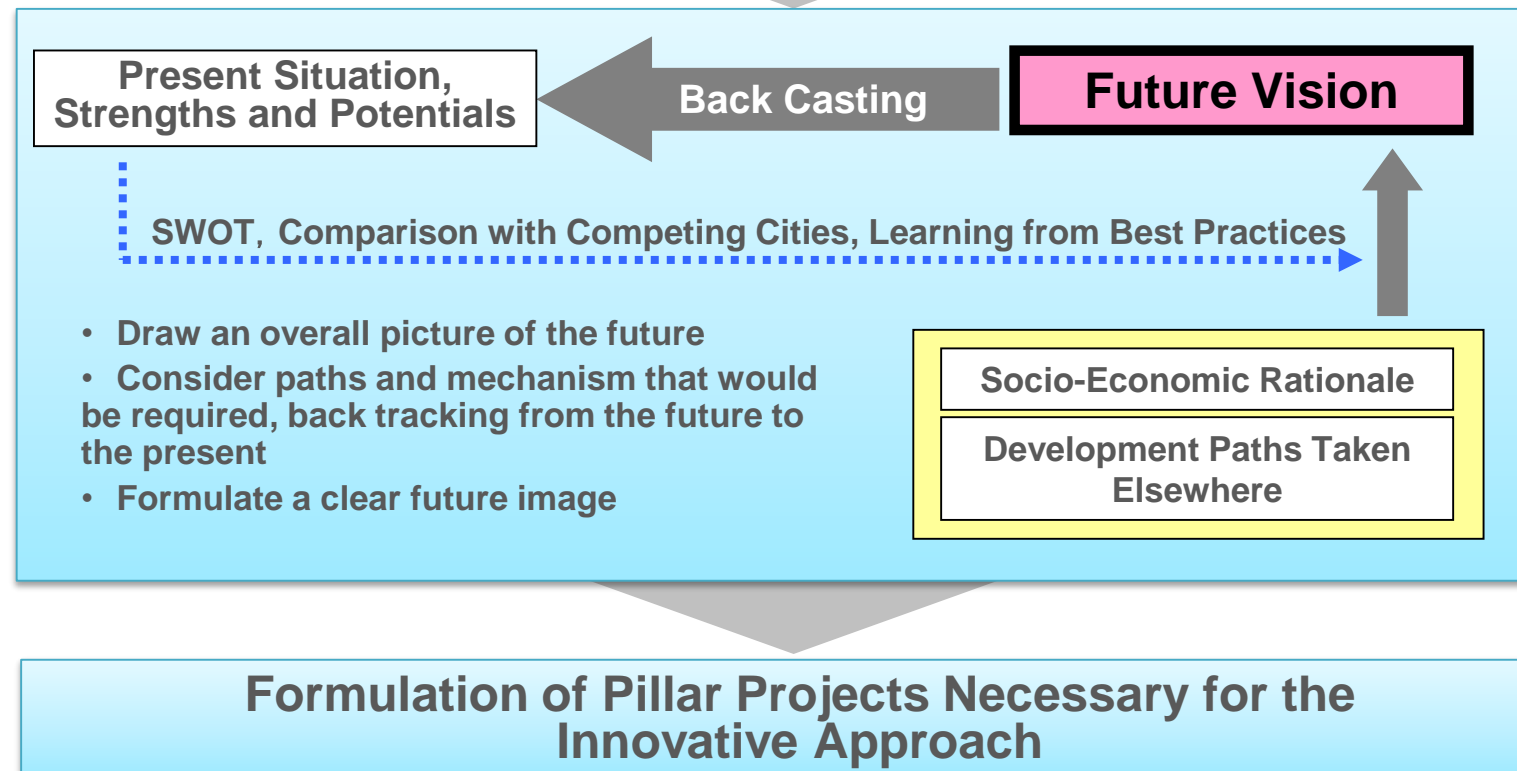 Present Situation,
Strengths and Potentials
Back Casting
Future Vision
SWOT, Comparison with Competing Cities, Learning from Best Practices
• Draw an overall picture of the future
• Consider paths and mechanism that would
be required, back tracking from the future to
the present
• Formulate a clear future image
Socio-Economic Rationale
Development Paths Taken
Elsewhere
Formulation of Pillar Projects Necessary for the
Innovative Approach